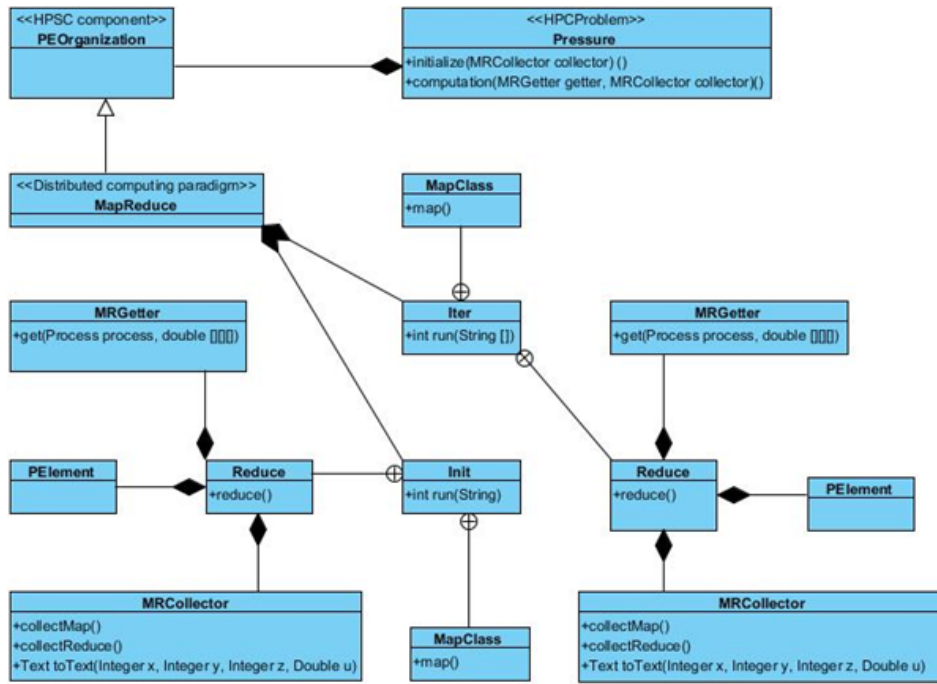 <<HPSC component>>
PEOrganization
<<HPCProblem>>
Pressure
+initialize(MRCollector collector) ()
+computation(MRGetter getter, MRCollector collector)()
<<Distributed computing paradigm>>
MapReduce
MapClass
+map()
MRGetter
+get(Process process, double [][][])
Iter
+int run(String [])
MRGetter
+get(Process process, double [][][])
PElement
Reduce
+reduce()
Init
+int run(String)
Reduce
+reduce()
PElement
MRCollector
+collectMap()
+collectReduce()
+Text toText(Integer x, Integer y, Integer z, Double u)
MapClass
+map()
MRCollector
+collectMap()
+collectReduce()
+Text toText(Integer x, Integer y, Integer z, Double u)